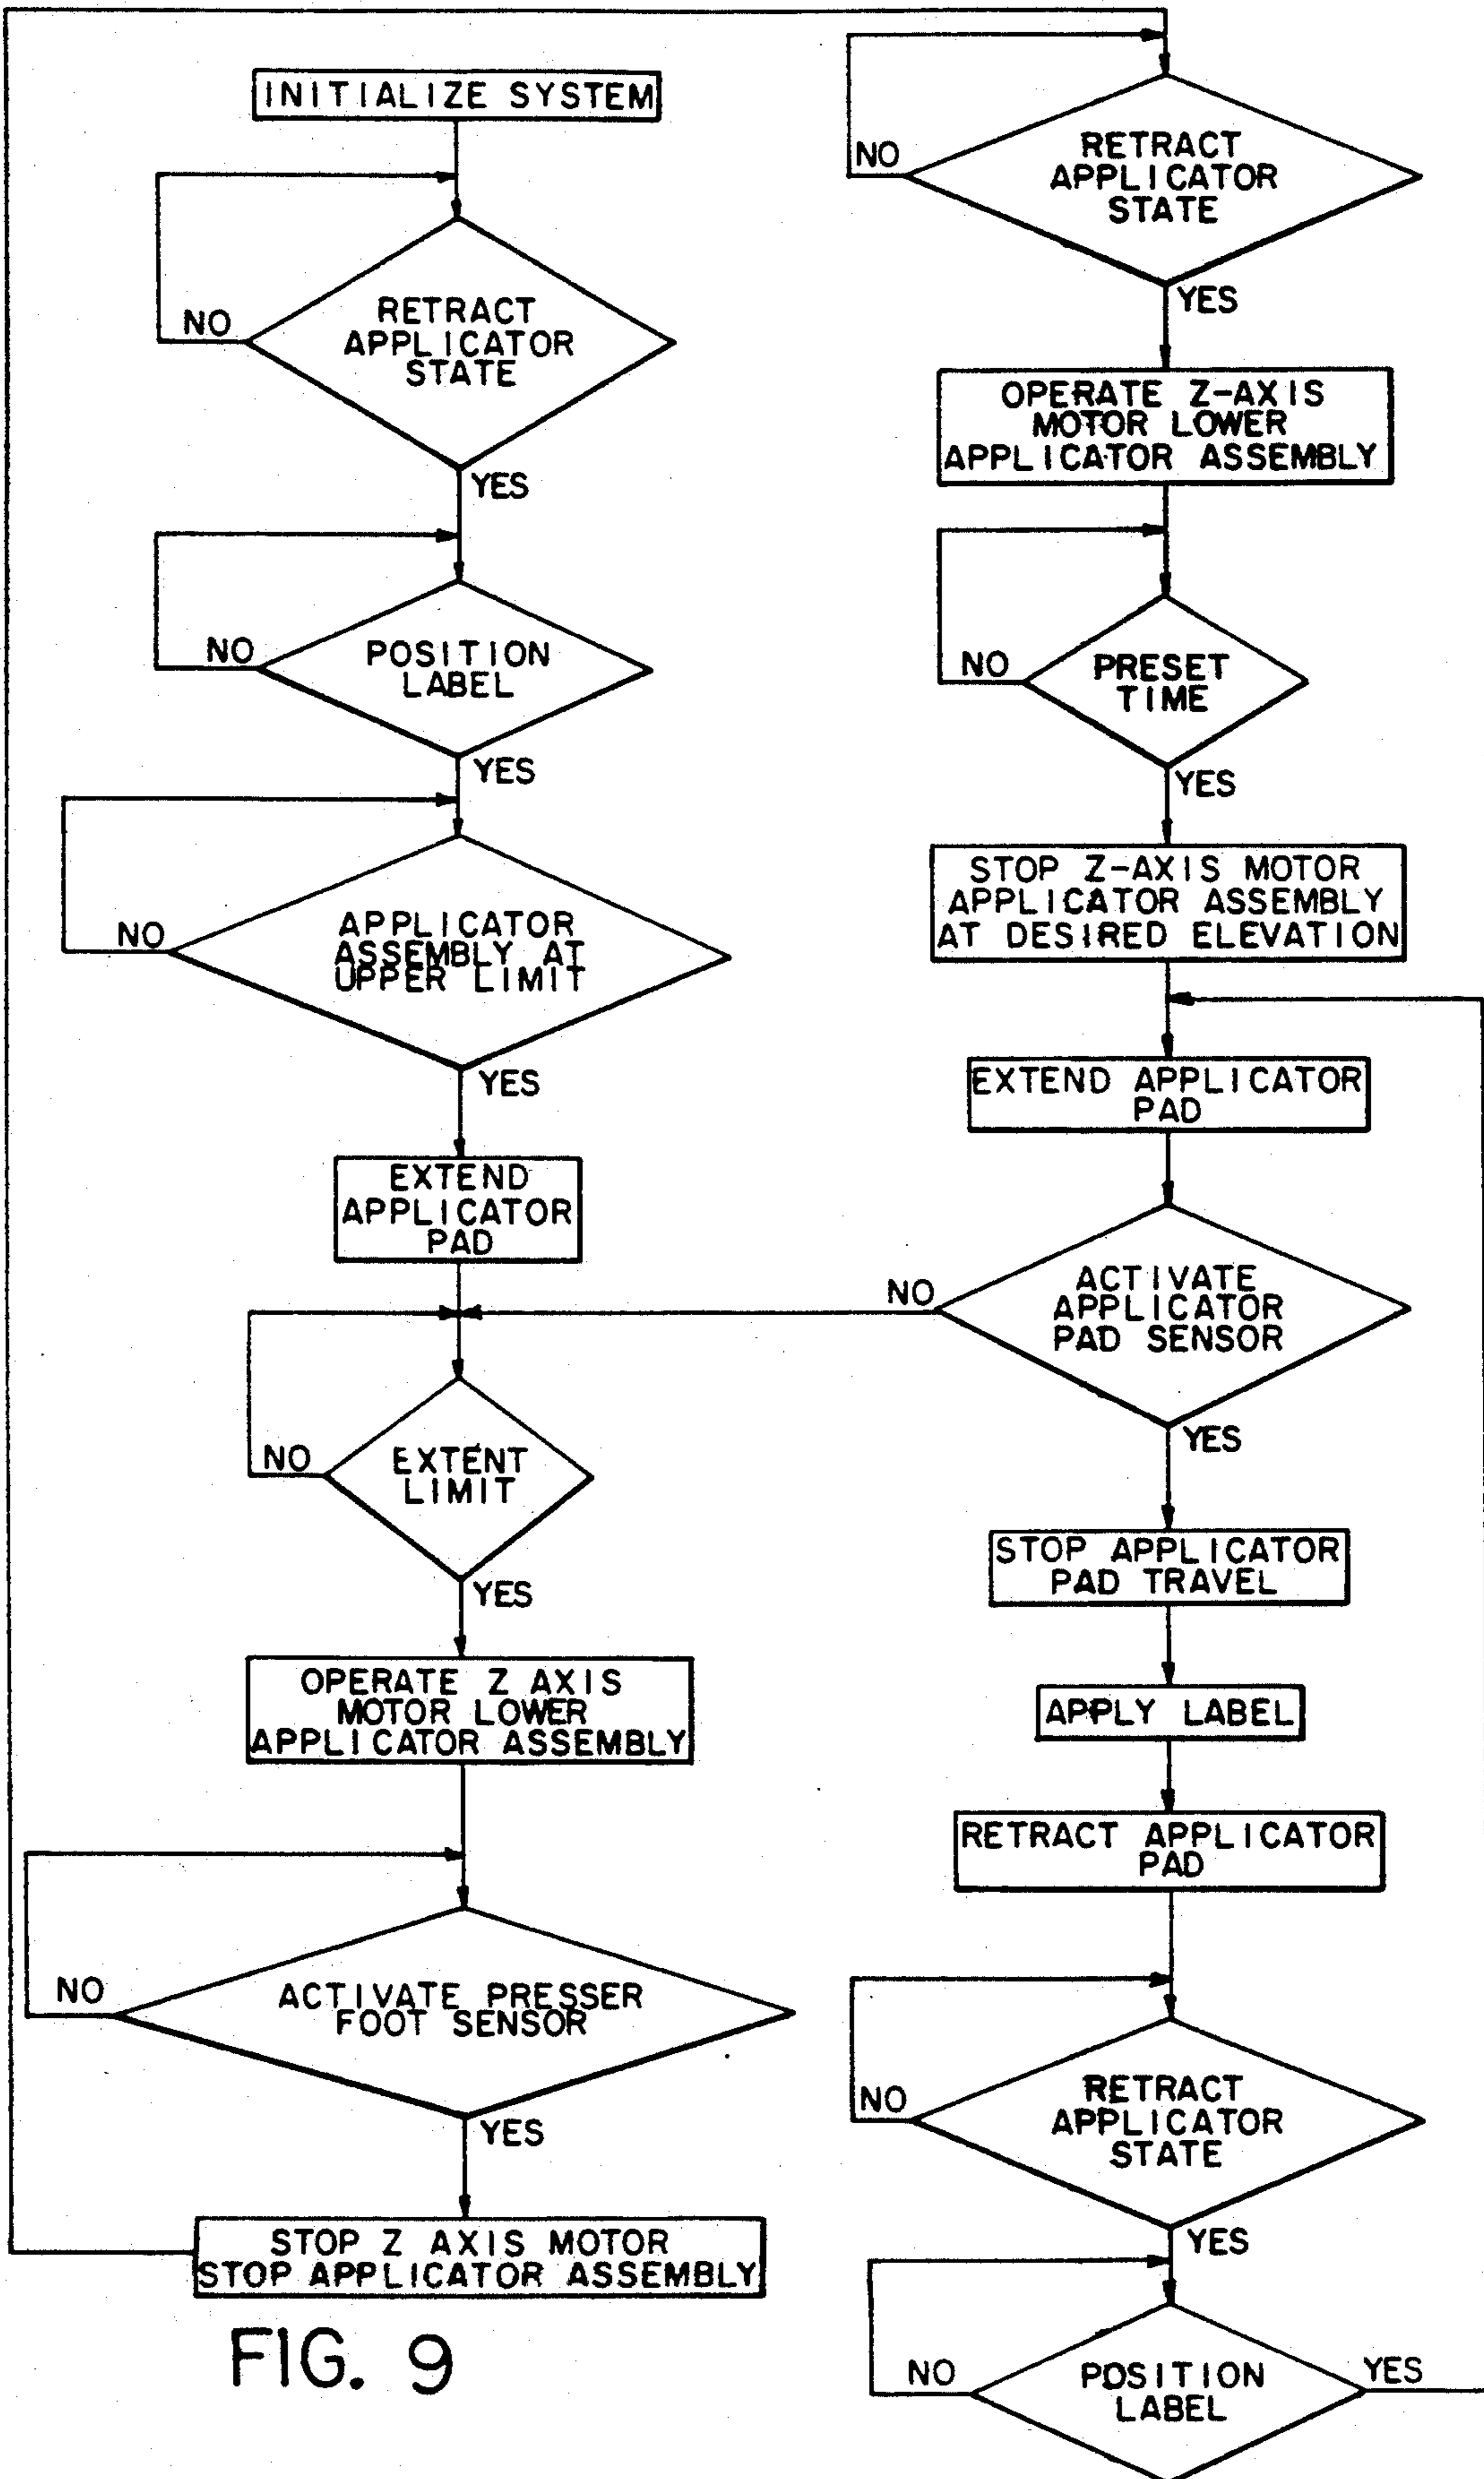 INITIALIZE SYSTEM
RETRACT
APPLICATOR
STATE
NO
YES
POSITION
LABEL
NO
YES
APPLICATOR
ASSEMBLY AT
UPPER LIMIT
NO
YES
EXTEND
APPLICATOR
PAD
EXTENT
LIMIT
NO
YES
OPERATE Z AXIS
MOTOR LOWER
APPLICATOR ASSEMBLY
ACTIVATE PRESSER
FOOT SENSOR
NO
YES
STOP Z AXIS MOTOR
STOP APPLICATOR ASSEMBLY
RETRACT
APPLICATOR
STATE
NO
YES
OPERATE Z-AXIS
MOTOR LOWER
APPLICATOR ASSEMBLY
PRESET
TIME
NO
YES
STOP Z-AXIS MOTOR
APPLICATOR ASSEMBLY
AT DESIRED ELEVATION
EXTEND APPLICATOR
PAD
ACTIVATE
APPLICATOR
PAD SENSOR
NO
YES
STOP APPLICATOR
PAD TRAVEL
APPLY LABEL
RETRACT APPLICATOR
PAD
RETRACT
APPLICATOR
STATE
NO
YES
POSITION
LABEL
NO
YES
FIG. 9